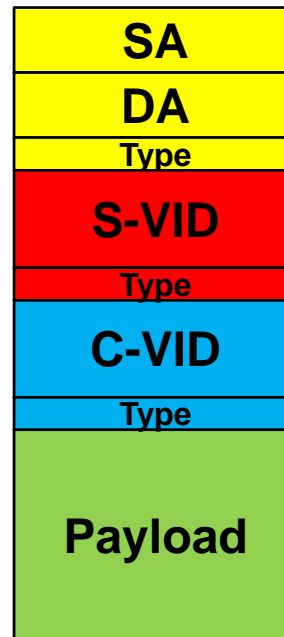 SA
DA
Type
S-VID
Type
C-VID
Type
Payload